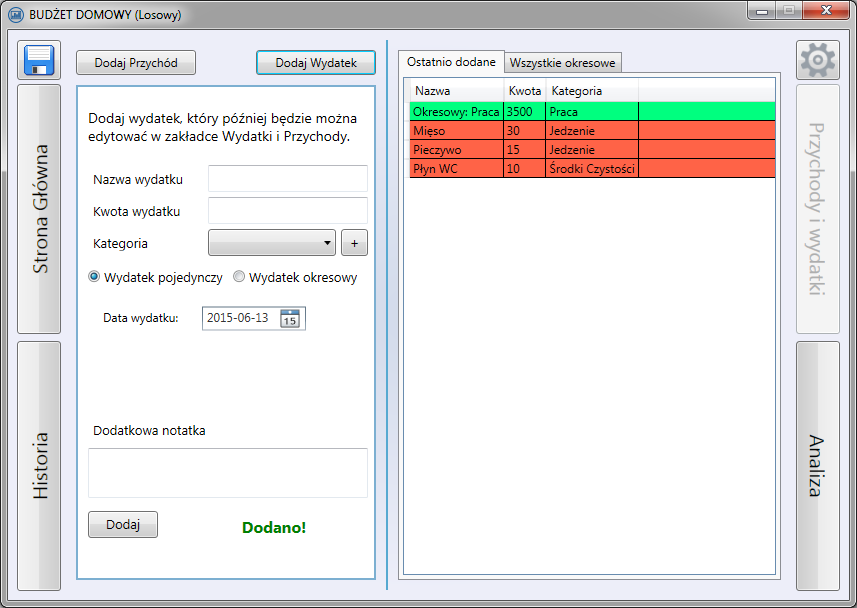 BUDŻET DOMOWY (Losowy)
Dodaj Przychód
Dodaj Wydatek
Strona Główna
Historia
Dodaj wydatek, który później będzie można
edytować w zakładce Wydatki i Przychody.
Nazwa wydatku
Kwota wydatku
Kategoria
+
Wydatek pojedynczy Wydatek okresowy
Data wydatku: 2015-06-13 15
Dodatkowa notatka
Dodaj
Dodano!
Ostatnio dodane Wszystkie okresowe
Nazwa Kwota Kategoria
Okresowy: Praca 3500 Praca
Mięso 30 Jedzenie
Pieczywo 15 Jedzenie
Płyn WC 10 Środki Czystości
Przychody i wydatki
Analiza